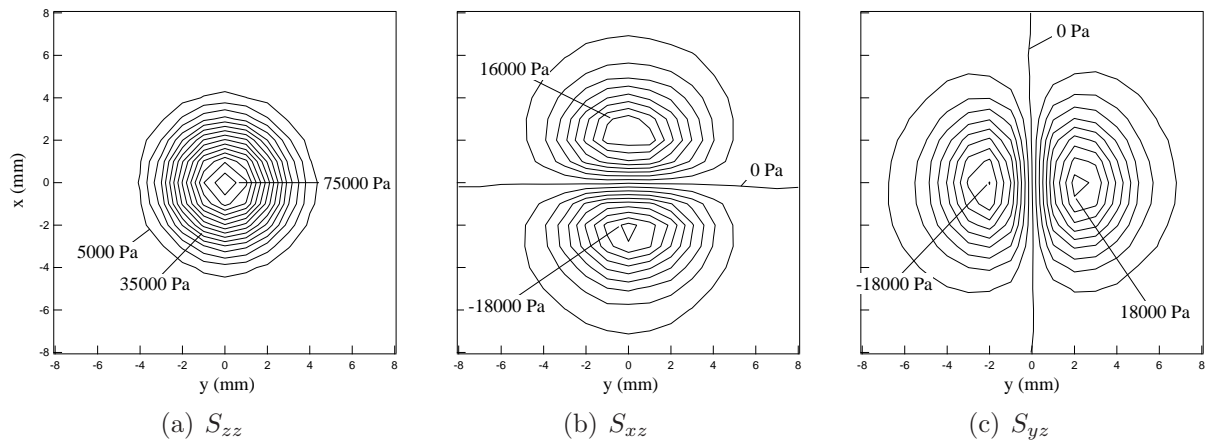 8
6
4
2
0
-2
-4
-6
-8
x (mm)
75000 Pa
5000 Pa
35000 Pa
-8 -6 -4 -2 0 2 4 6 8
y (mm)
(a) Szz
16000 Pa
0 Pa
-18000 Pa
-8 -6 -4 -2 0 2 4 6 8
y (mm)
(b) Sxz
0 Pa
-18000 Pa
18000 Pa
-8 -6 -4 -2 0 2 4 6 8
y (mm)
(c) Syz